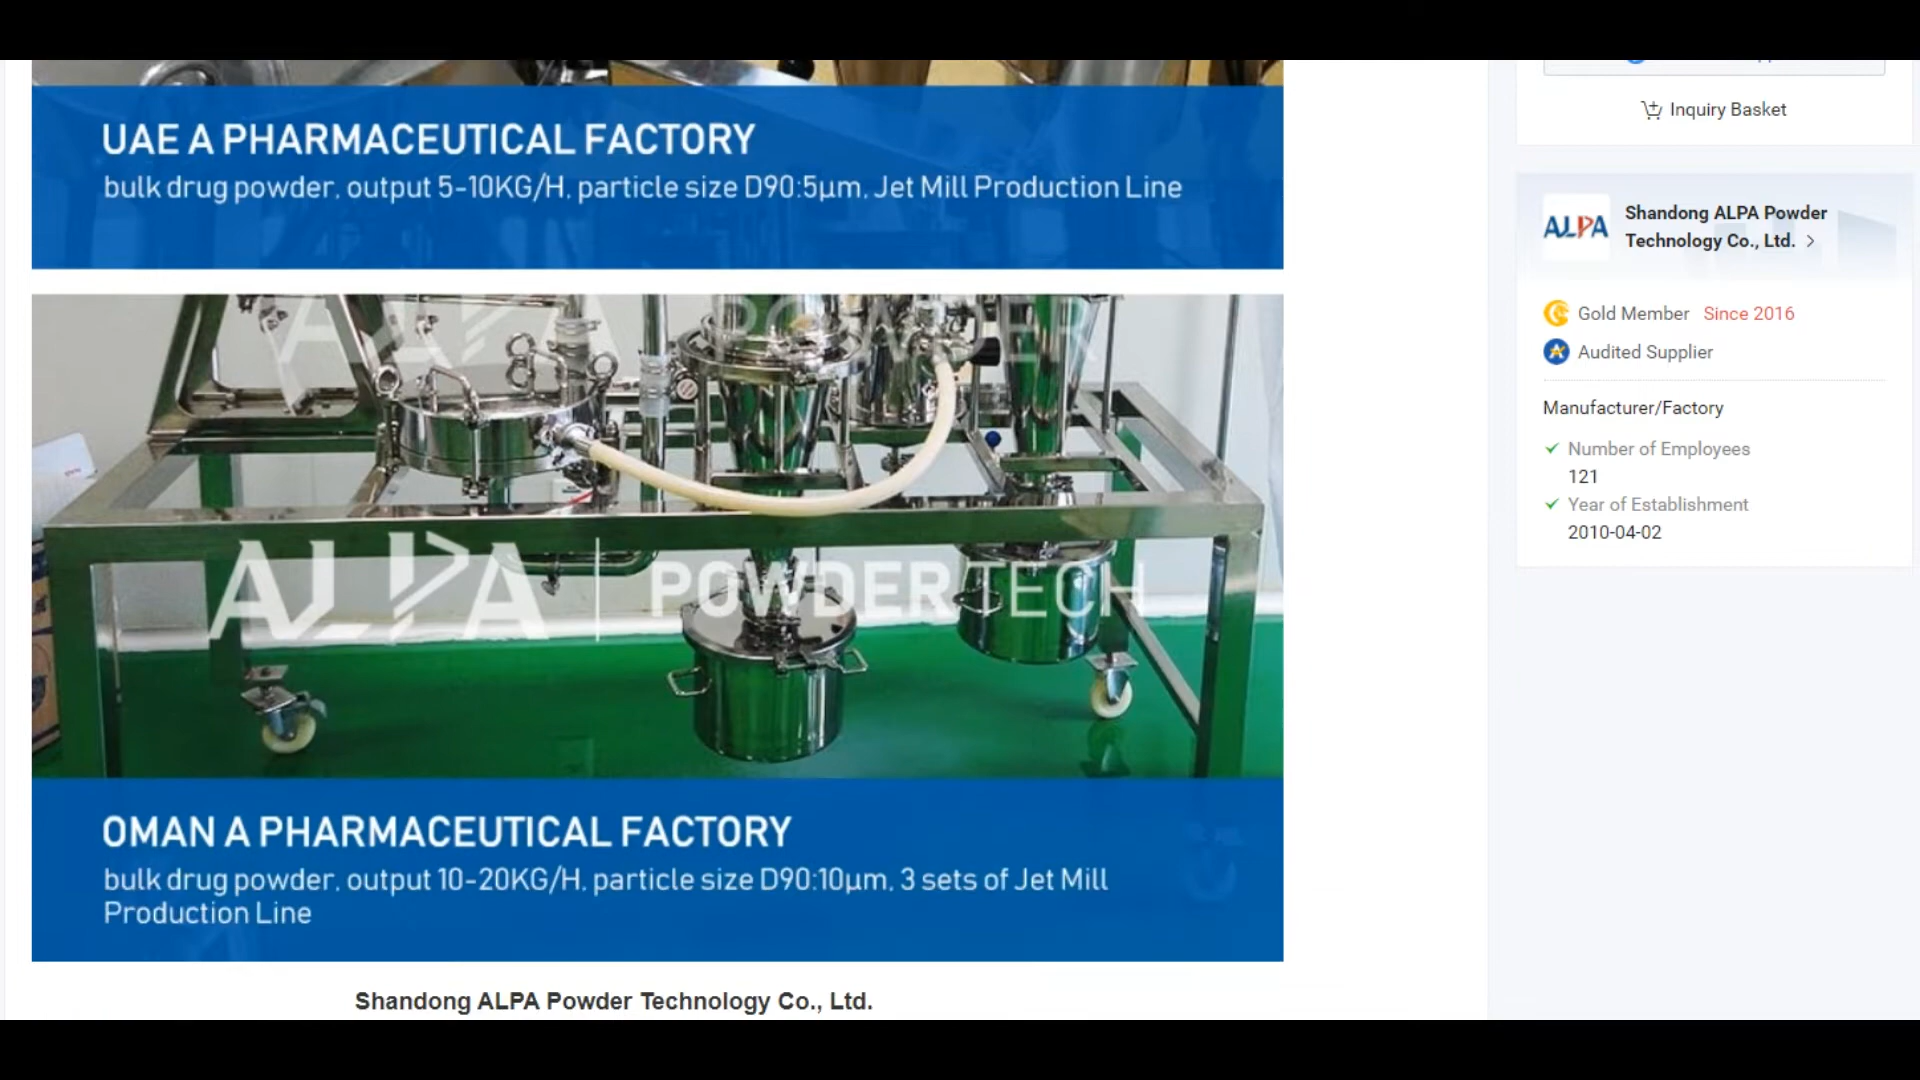 UAE A PHARMACEUTICAL FACTORY
bulk drug powder, output 5-10KG/H, particle size D90:5μm, Jet Mill Production Line
ALPA POWDER
ALPA | POWDER TECH
OMAN A PHARMACEUTICAL FACTORY
bulk drug powder, output 10-20KG/H, particle size D90:10μm, 3 sets of Jet Mill
Production Line
Shandong ALPA Powder Technology Co., Ltd.
Inquiry Basket
ALPA
Shandong ALPA Powder
Technology Co., Ltd. >
Gold Member Since 2016
Audited Supplier
Manufacturer/Factory
Number of Employees
121
Year of Establishment
2010-04-02